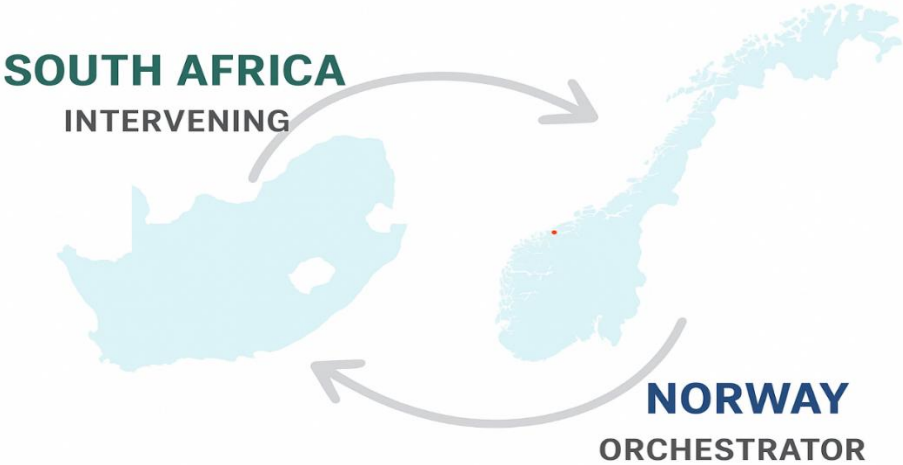 SOUTH AFRICA
INTERVENING
NORWAY
ORCHESTRATOR